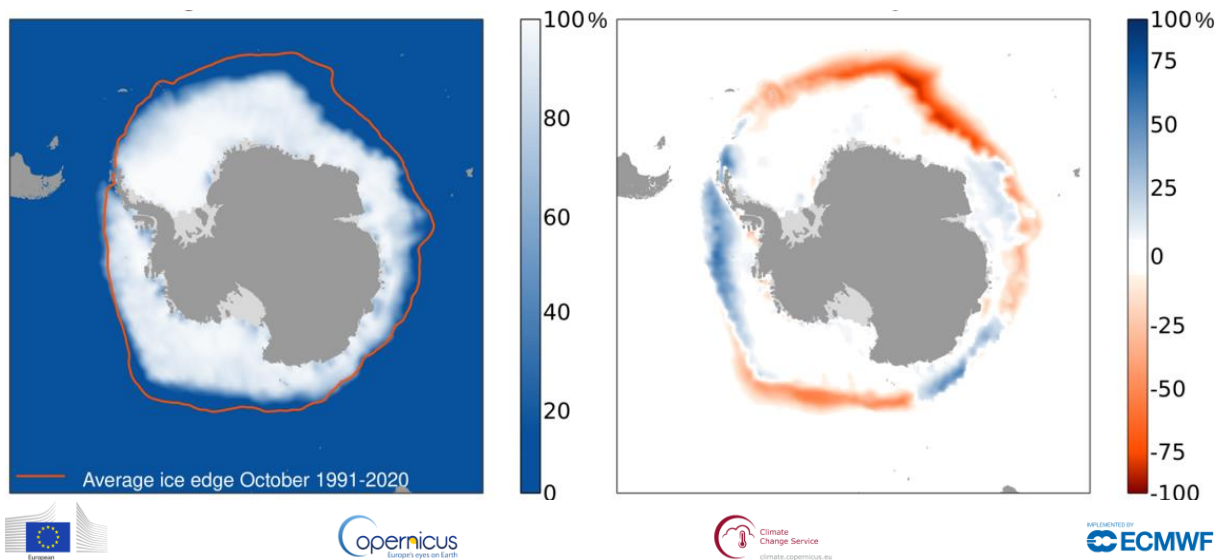 100%
80
60
40
20
0
Average ice edge October 1991-2020
100%
75
50
25
0
-25
-50
-75
-100
European
opernicus
Europe's eyes on Earth
Climate
Change Service
climate.copernicus.eu
IMPLEMENTED BY
ECMWF